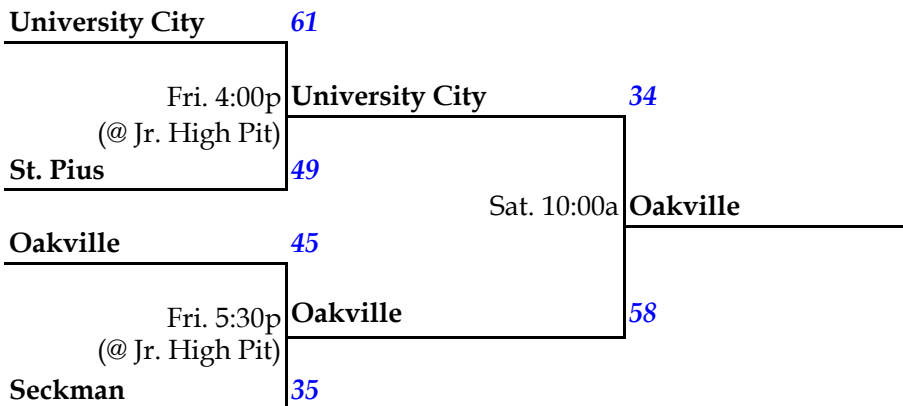 University City 61
Fri. 4:00p University City 34
(@ Jr. High Pit)
St. Pius 49
Sat. 10:00a Oakville
Oakville 45
Fri. 5:30p Oakville 58
(@ Jr. High Pit)
Seckman 35